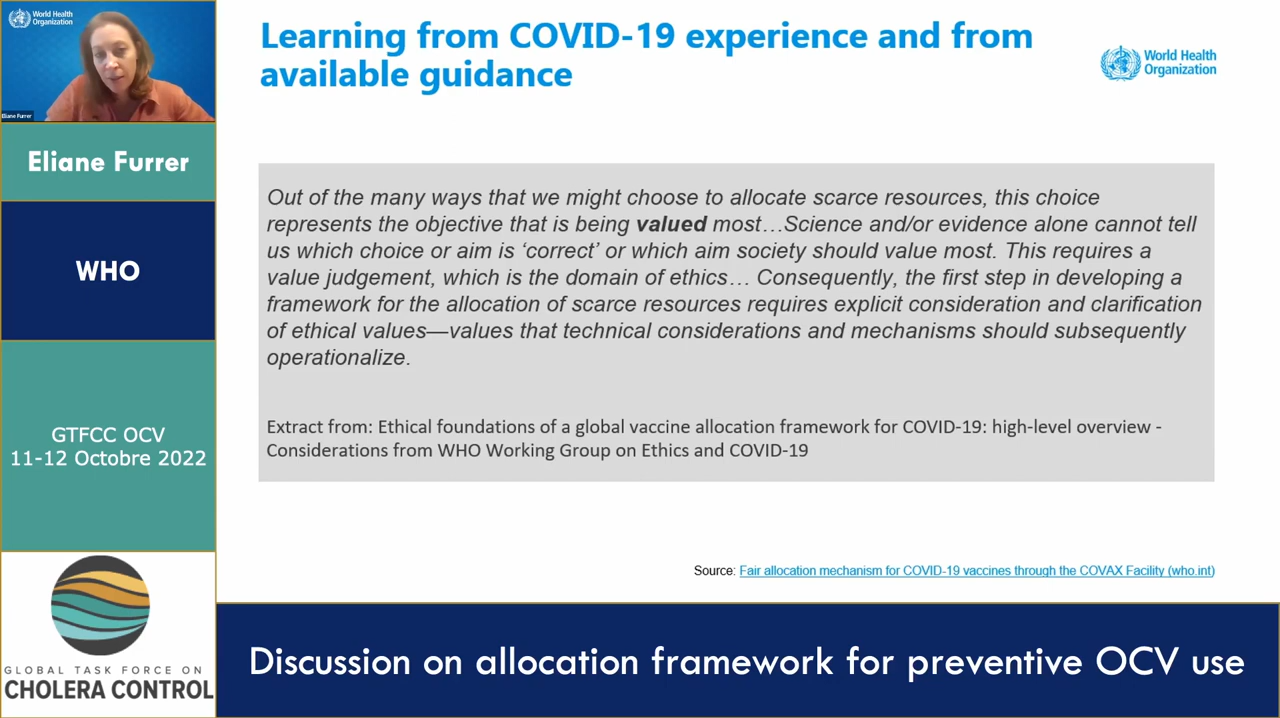 World Health
Organization
Eliane Furrer
Eliane Furrer
WHO
GTFCC OCV
11-12 Octobre 2022
GLOBAL TASK FORCE ON
CHOLERA CONTROL
Learning from COVID-19 experience and from
available guidance
World Health
Organization
Out of the many ways that we might choose to allocate scarce resources, this choice
represents the objective that is being valued most…Science and/or evidence alone cannot tell
us which choice or aim is ‘correct’ or which aim society should value most. This requires a
value judgement, which is the domain of ethics… Consequently, the first step in developing a
framework for the allocation of scarce resources requires explicit consideration and clarification
of ethical values—values that technical considerations and mechanisms should subsequently
operationalize.
Extract from: Ethical foundations of a global vaccine allocation framework for COVID-19: high-level overview -
Considerations from WHO Working Group on Ethics and COVID-19
Source: Fair allocation mechanism for COVID-19 vaccines through the COVAX Facility (who.int)
Discussion on allocation framework for preventive OCV use